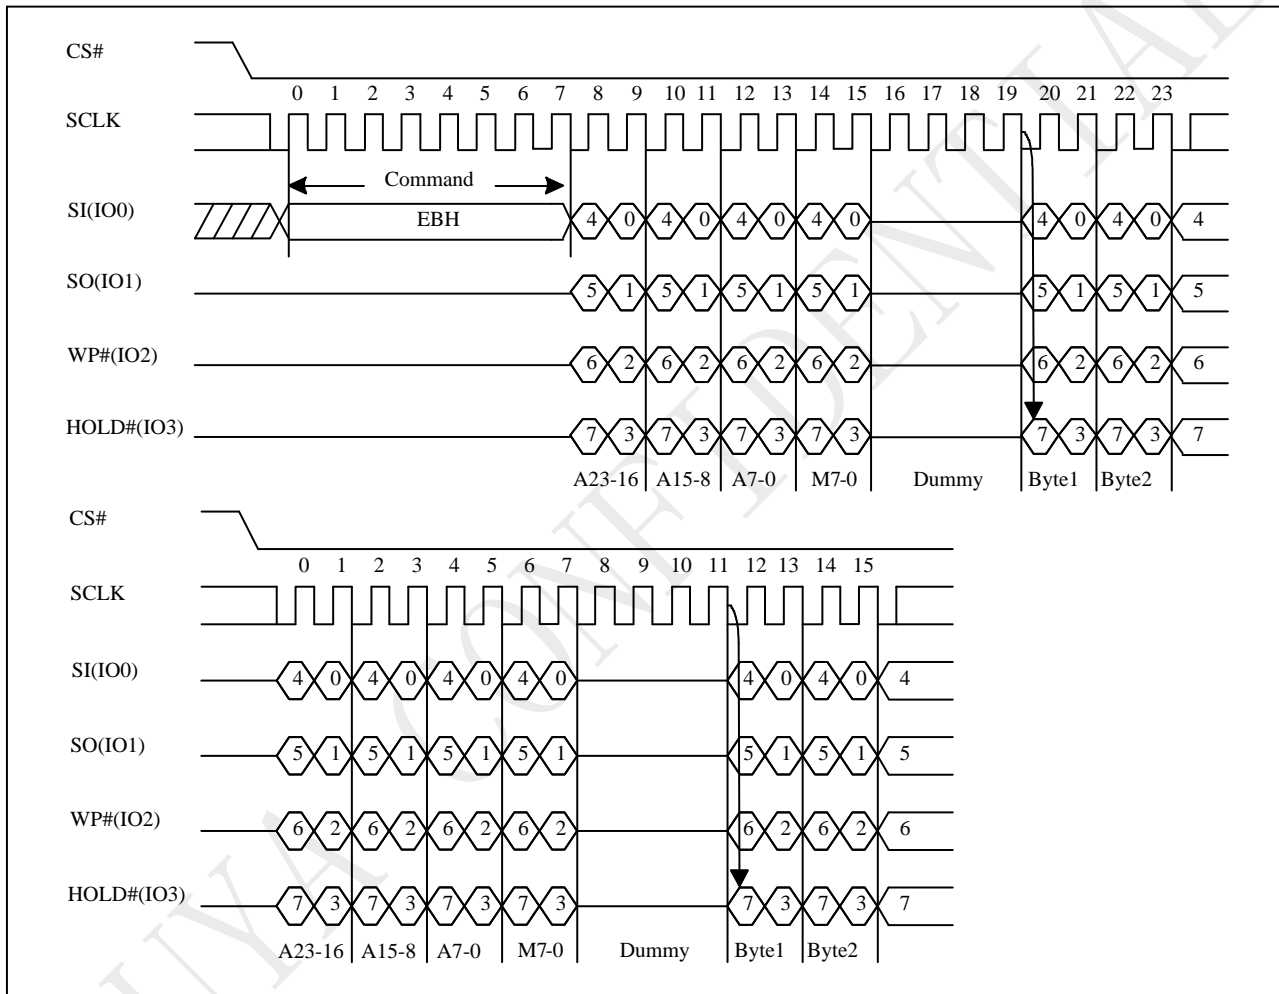 CS#
0 1 2 3 4 5 6 7 8 9 10 11 12 13 14 15 16 17 18 19 20 21 22 23
SCLK
Command
SI(IO0) EBH 4 0 4 0 4 0 4 0 4 0 4 0 4
SO(IO1) 5 1 5 1 5 1 5 1 5 1 5 1 5
WP#(IO2) 6 2 6 2 6 2 6 2 6 2 6 2 6
HOLD#(IO3) 7 3 7 3 7 3 7 3 7 3 7 3 7
A23-16 A15-8 A7-0 M7-0 Dummy Byte1 Byte2
CS#
0 1 2 3 4 5 6 7 8 9 10 11 12 13 14 15
SCLK
SI(IO0) 4 0 4 0 4 0 4 0 4 0 4 0 4
SO(IO1) 5 1 5 1 5 1 5 1 5 1 5 1 5
WP#(IO2) 6 2 6 2 6 2 6 2 6 2 6 2 6
HOLD#(IO3) 7 3 7 3 7 3 7 3 7 3 7 3 7
A23-16 A15-8 A7-0 M7-0 Dummy Byte1 Byte2
UYA CONFIDENTIAL